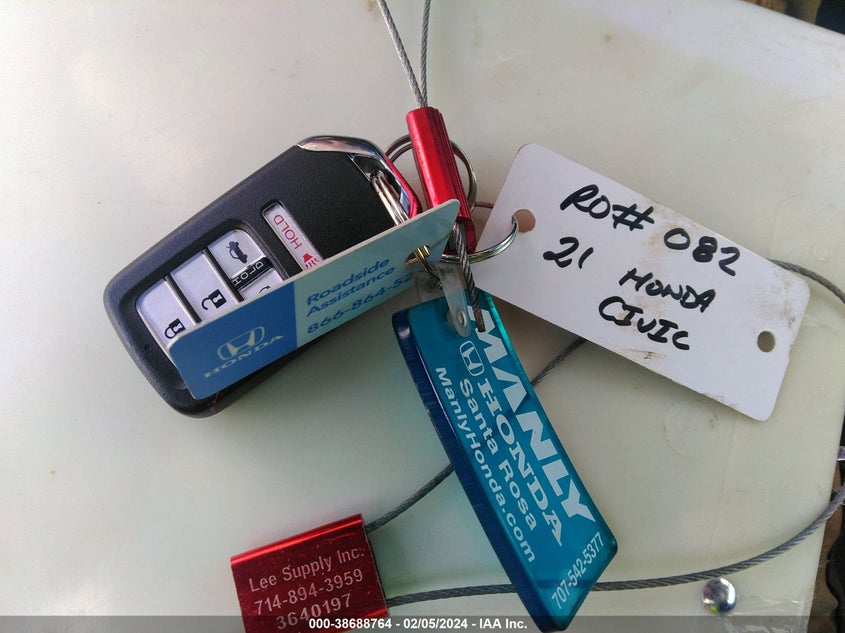 RO# 082
21 HONDA
CIVIC
HOLD
HOLD
Roadside
Assistance
866-864-52
HONDA
MANLY
HONDA
Santa Rosa
ManlyHonda.com
707-542-5377
Lee Supply Inc.
714-894-3959
3640197
000-38688764 - 02/05/2024 - IAA Inc.